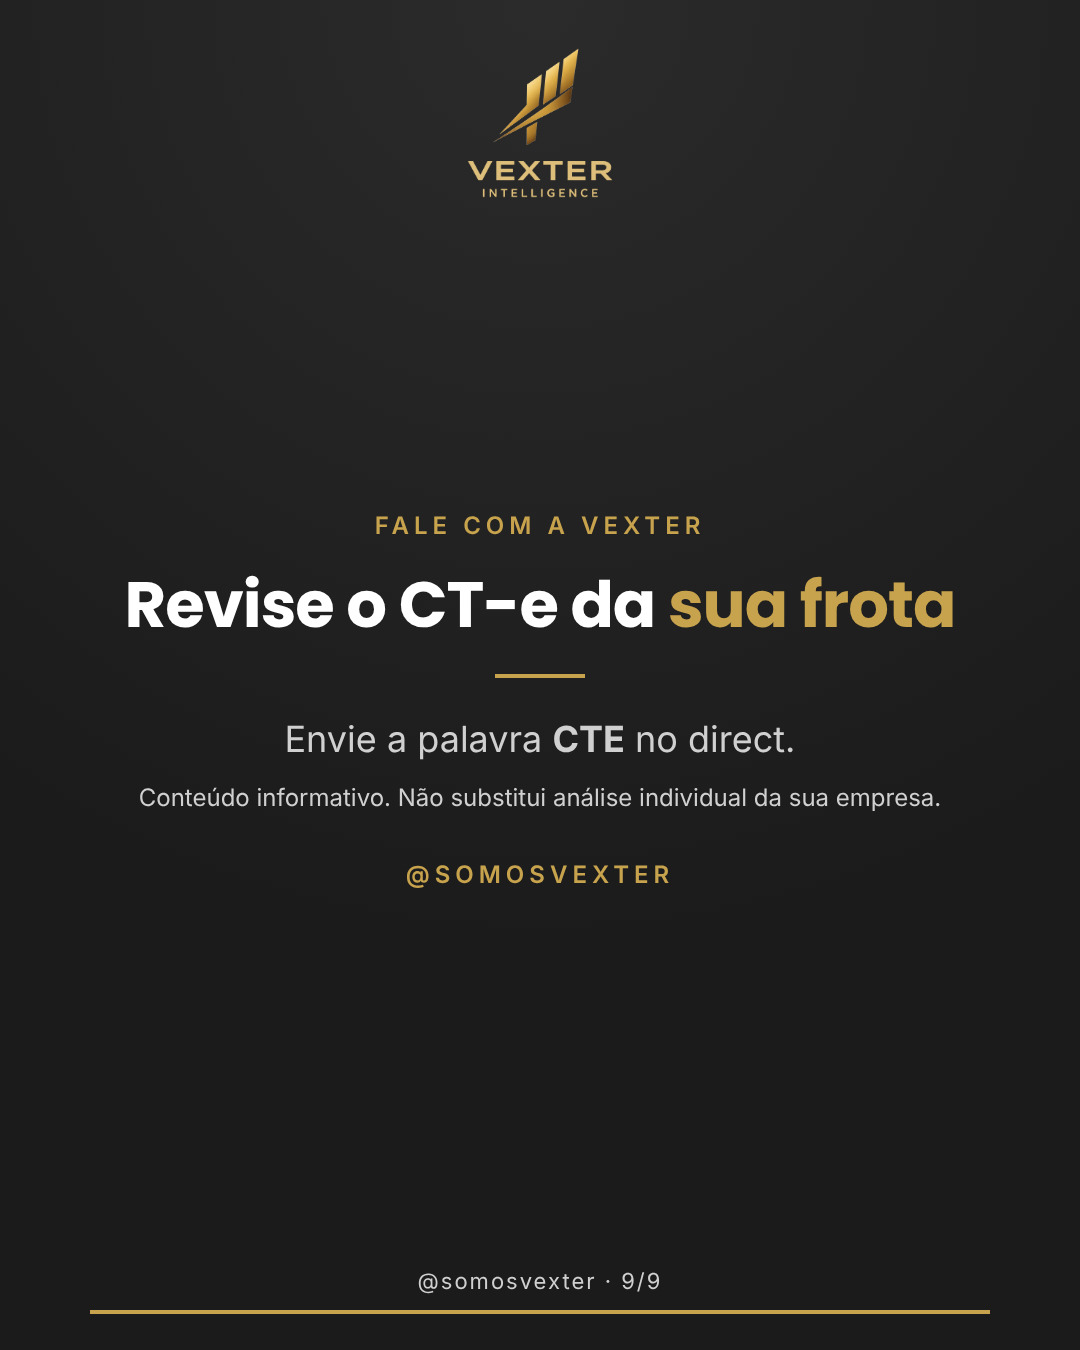 VEXTER
INTELLIGENCE
FALE COM A VEXTER
Revise o CT-e da sua frota
Envie a palavra CTE no direct.
Conteúdo informativo. Não substitui análise individual da sua empresa.
@SOMOSVEXTER
@somosvexter · 9/9